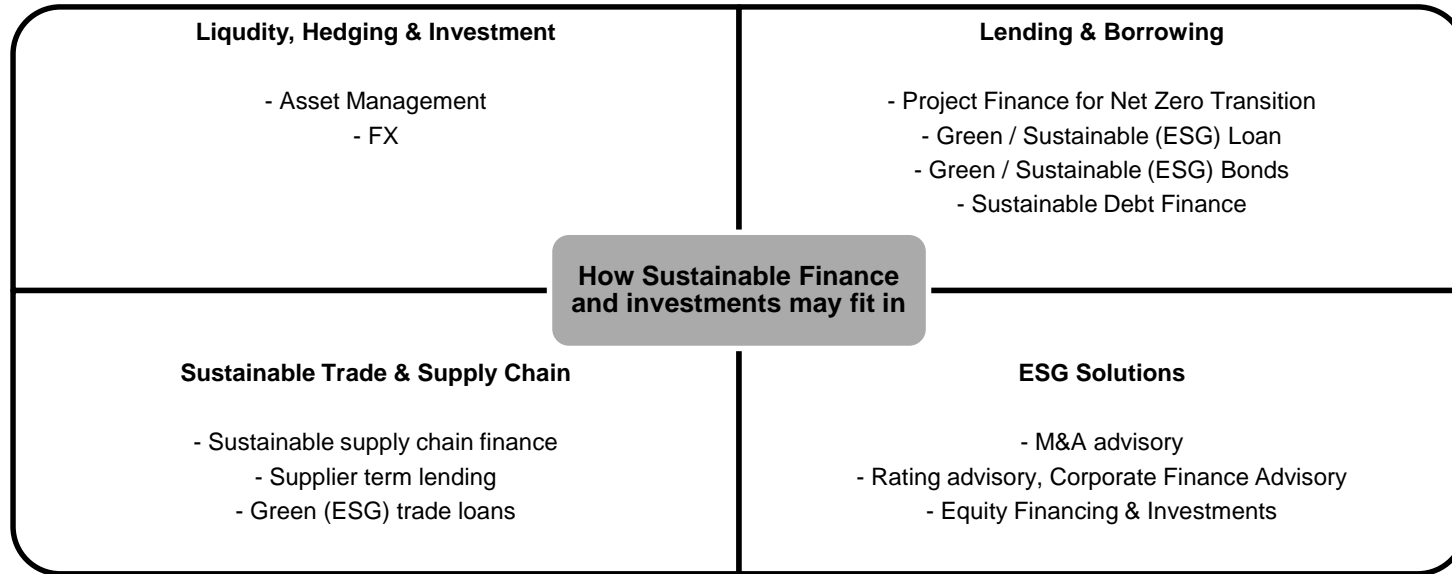 Liqudity, Hedging & Investment
- Asset Management
- FX
Lending & Borrowing
- Project Finance for Net Zero Transition
- Green / Sustainable (ESG) Loan
- Green / Sustainable (ESG) Bonds
- Sustainable Debt Finance
How Sustainable Finance
and investments may fit in
Sustainable Trade & Supply Chain
- Sustainable supply chain finance
- Supplier term lending
- Green (ESG) trade loans
ESG Solutions
- M&A advisory
- Rating advisory, Corporate Finance Advisory
- Equity Financing & Investments